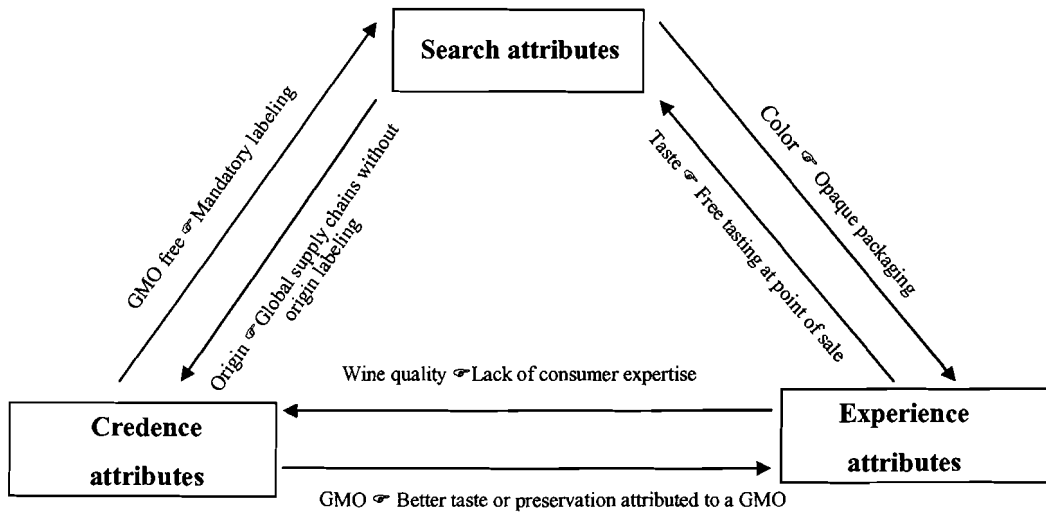 Search attributes
GMO free ☞ Mandatory labeling
Origin ☞ Global supply chains without
origin labeling
Taste ☞ Free tasting at point of sale
Color ☞ Opaque packaging
Wine quality ☞ Lack of consumer expertise
Credence
attributes
Experience
attributes
GMO ☞ Better taste or preservation attributed to a GMO